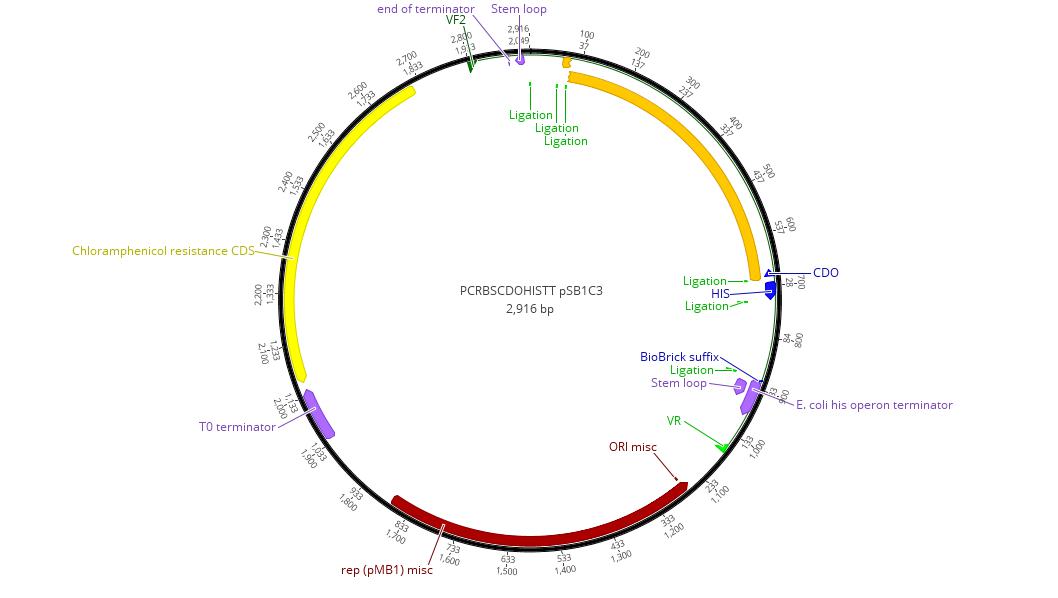 end of terminator
Stem loop
VF2
2,916
2,049
100
37
200
137
300
237
400
337
500
437
600
537
700
28
800
84
900
33
1,000
133
1,100
233
1,200
333
1,300
433
1,400
533
1,500
633
1,600
733
1,700
833
1,800
933
1,900
1,033
2,000
1,133
2,100
1,233
2,200
1,333
2,300
1,433
2,400
1,533
2,500
1,633
2,600
1,733
2,700
1,833
2,800
Ligation
Ligation
Ligation
Chloramphenicol resistance CDS
CDO
Ligation
HIS
Ligation
PCRBSCDOHISTT pSB1C3
2,916 bp
BioBrick suffix
Ligation
Stem loop
E. coli his operon terminator
VR
T0 terminator
ORI misc
rep (pMB1) misc